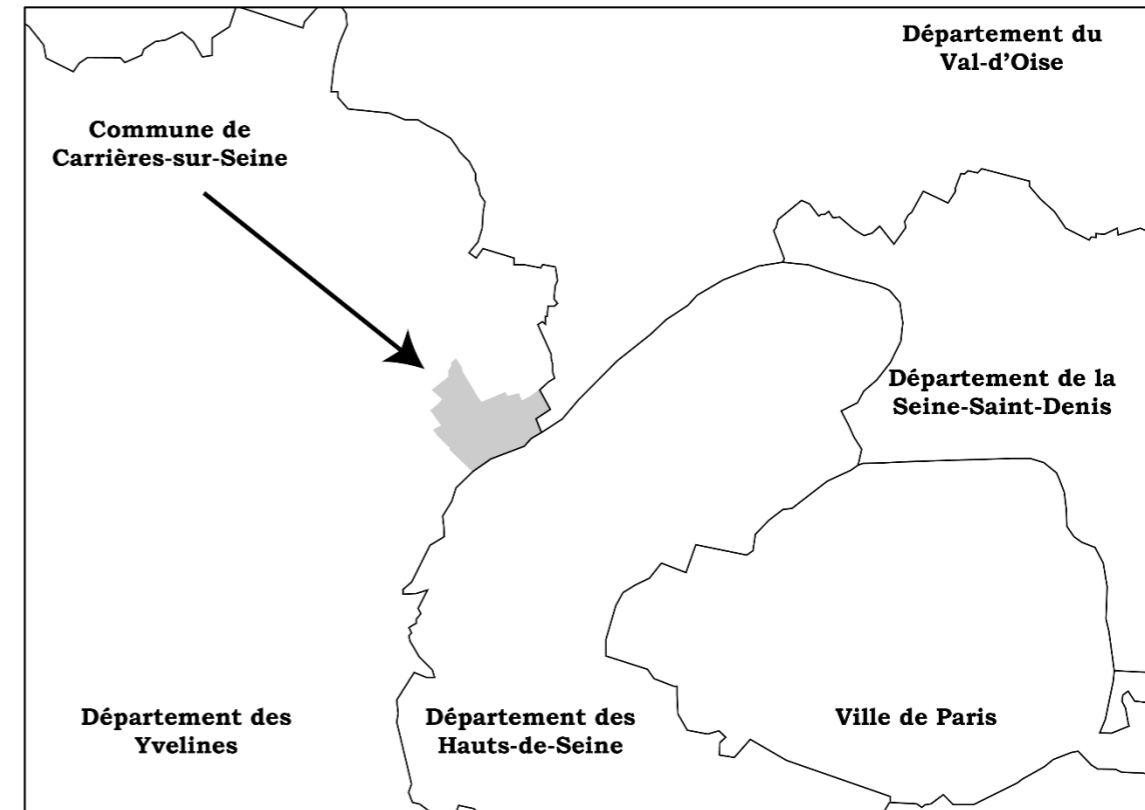 Département du
Val-d’Oise
Commune de
Carrières-sur-Seine
Département de la
Seine-Saint-Denis
Département des
Yvelines
Département des
Hauts-de-Seine
Ville de Paris